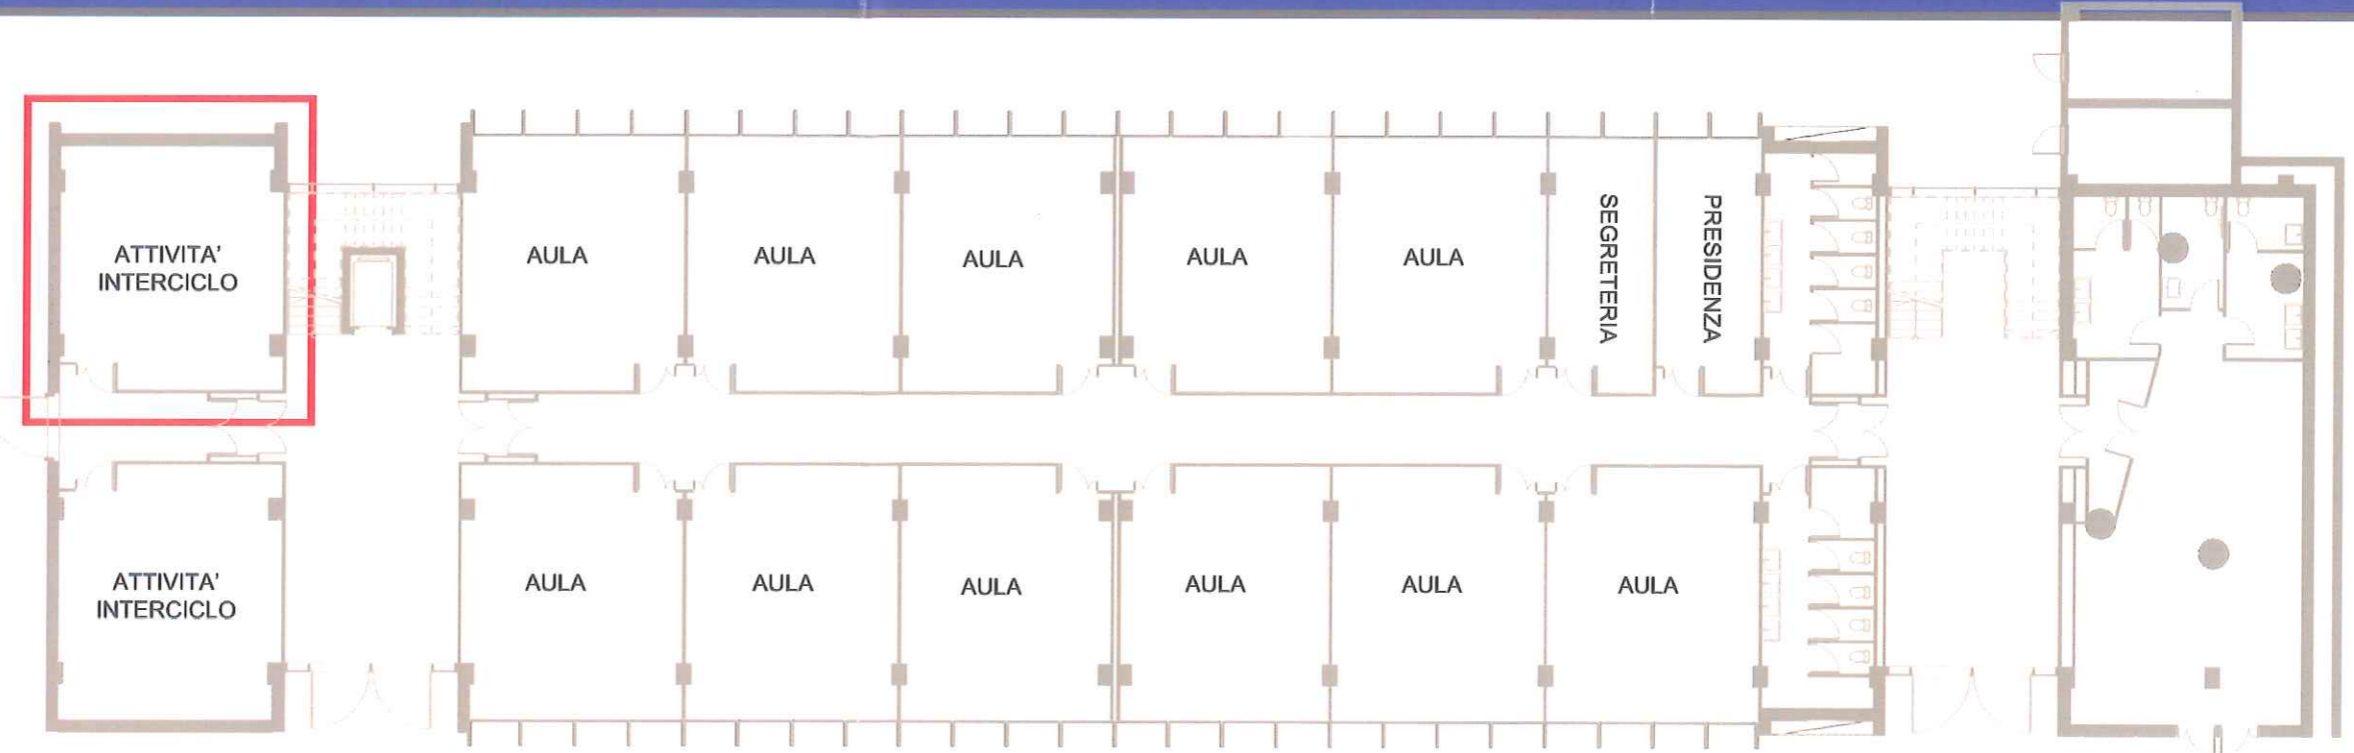 ATTIVITA'
INTERCICLO
AULA
AULA
AULA
AULA
AULA
SEGRETERIA
PRESIDENZA
ATTIVITA'
INTERCICLO
AULA
AULA
AULA
AULA
AULA
AULA